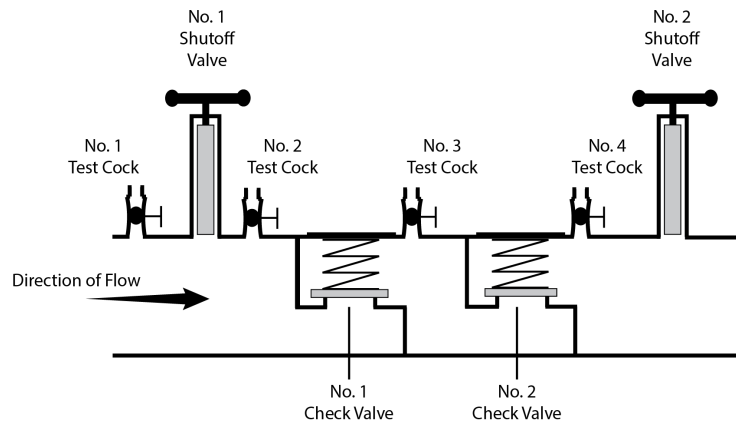 No. 1
Shutoff
Valve
No. 2
Shutoff
Valve
No. 1
Test Cock
No. 2
Test Cock
No. 3
Test Cock
No. 4
Test Cock
Direction of Flow
No. 1
Check Valve
No. 2
Check Valve